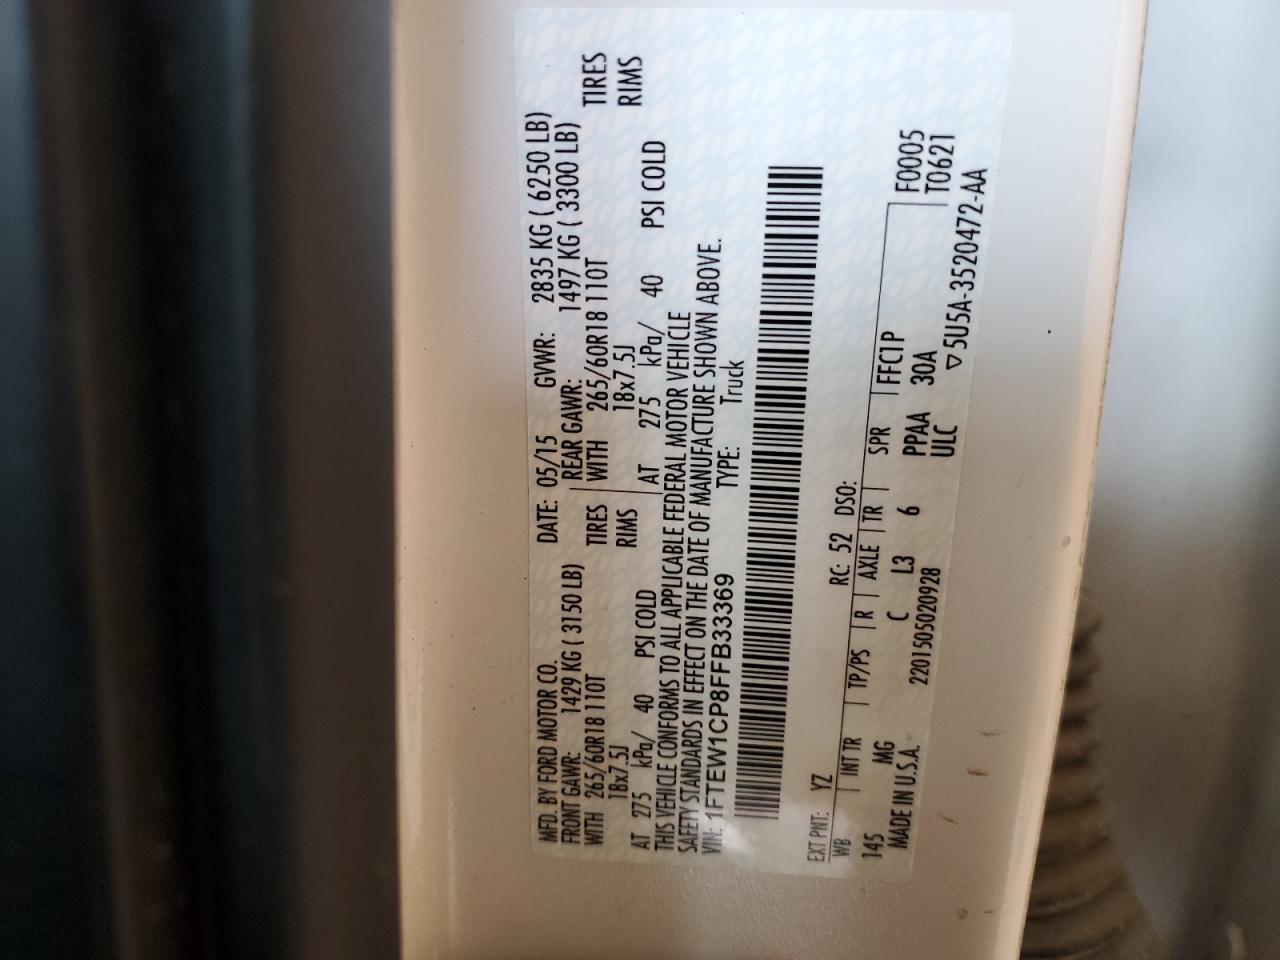 MFD. BY FORD MOTOR CO. DATE: 05/15 GVWR: 2835 KG ( 6250 LB)
FRONT GAWR: 1429 KG ( 3150 LB) REAR GAWR: 1497 KG ( 3300 LB)
WITH 265/60R18 110T TIRES WITH 265/60R18 110T TIRES
18x7.5J RIMS 18x7.5J RIMS
AT 275 kPa/ 40 PSI COLD AT 275 kPa/ 40 PSI COLD
THIS VEHICLE CONFORMS TO ALL APPLICABLE FEDERAL MOTOR VEHICLE
SAFETY STANDARDS IN EFFECT ON THE DATE OF MANUFACTURE SHOWN ABOVE.
VIN: 1FTEW1CP8FFB33369 TYPE: Truck
EXT PNT: YZ RC: 52 DSO:
WB INT TR TP/PS R AXLE TR SPR FFC1P F0005
145 MG C L3 6 PPAA 30A T0621
MADE IN U.S.A. 2201505020928 ULC ▽5U5A-3520472-AA